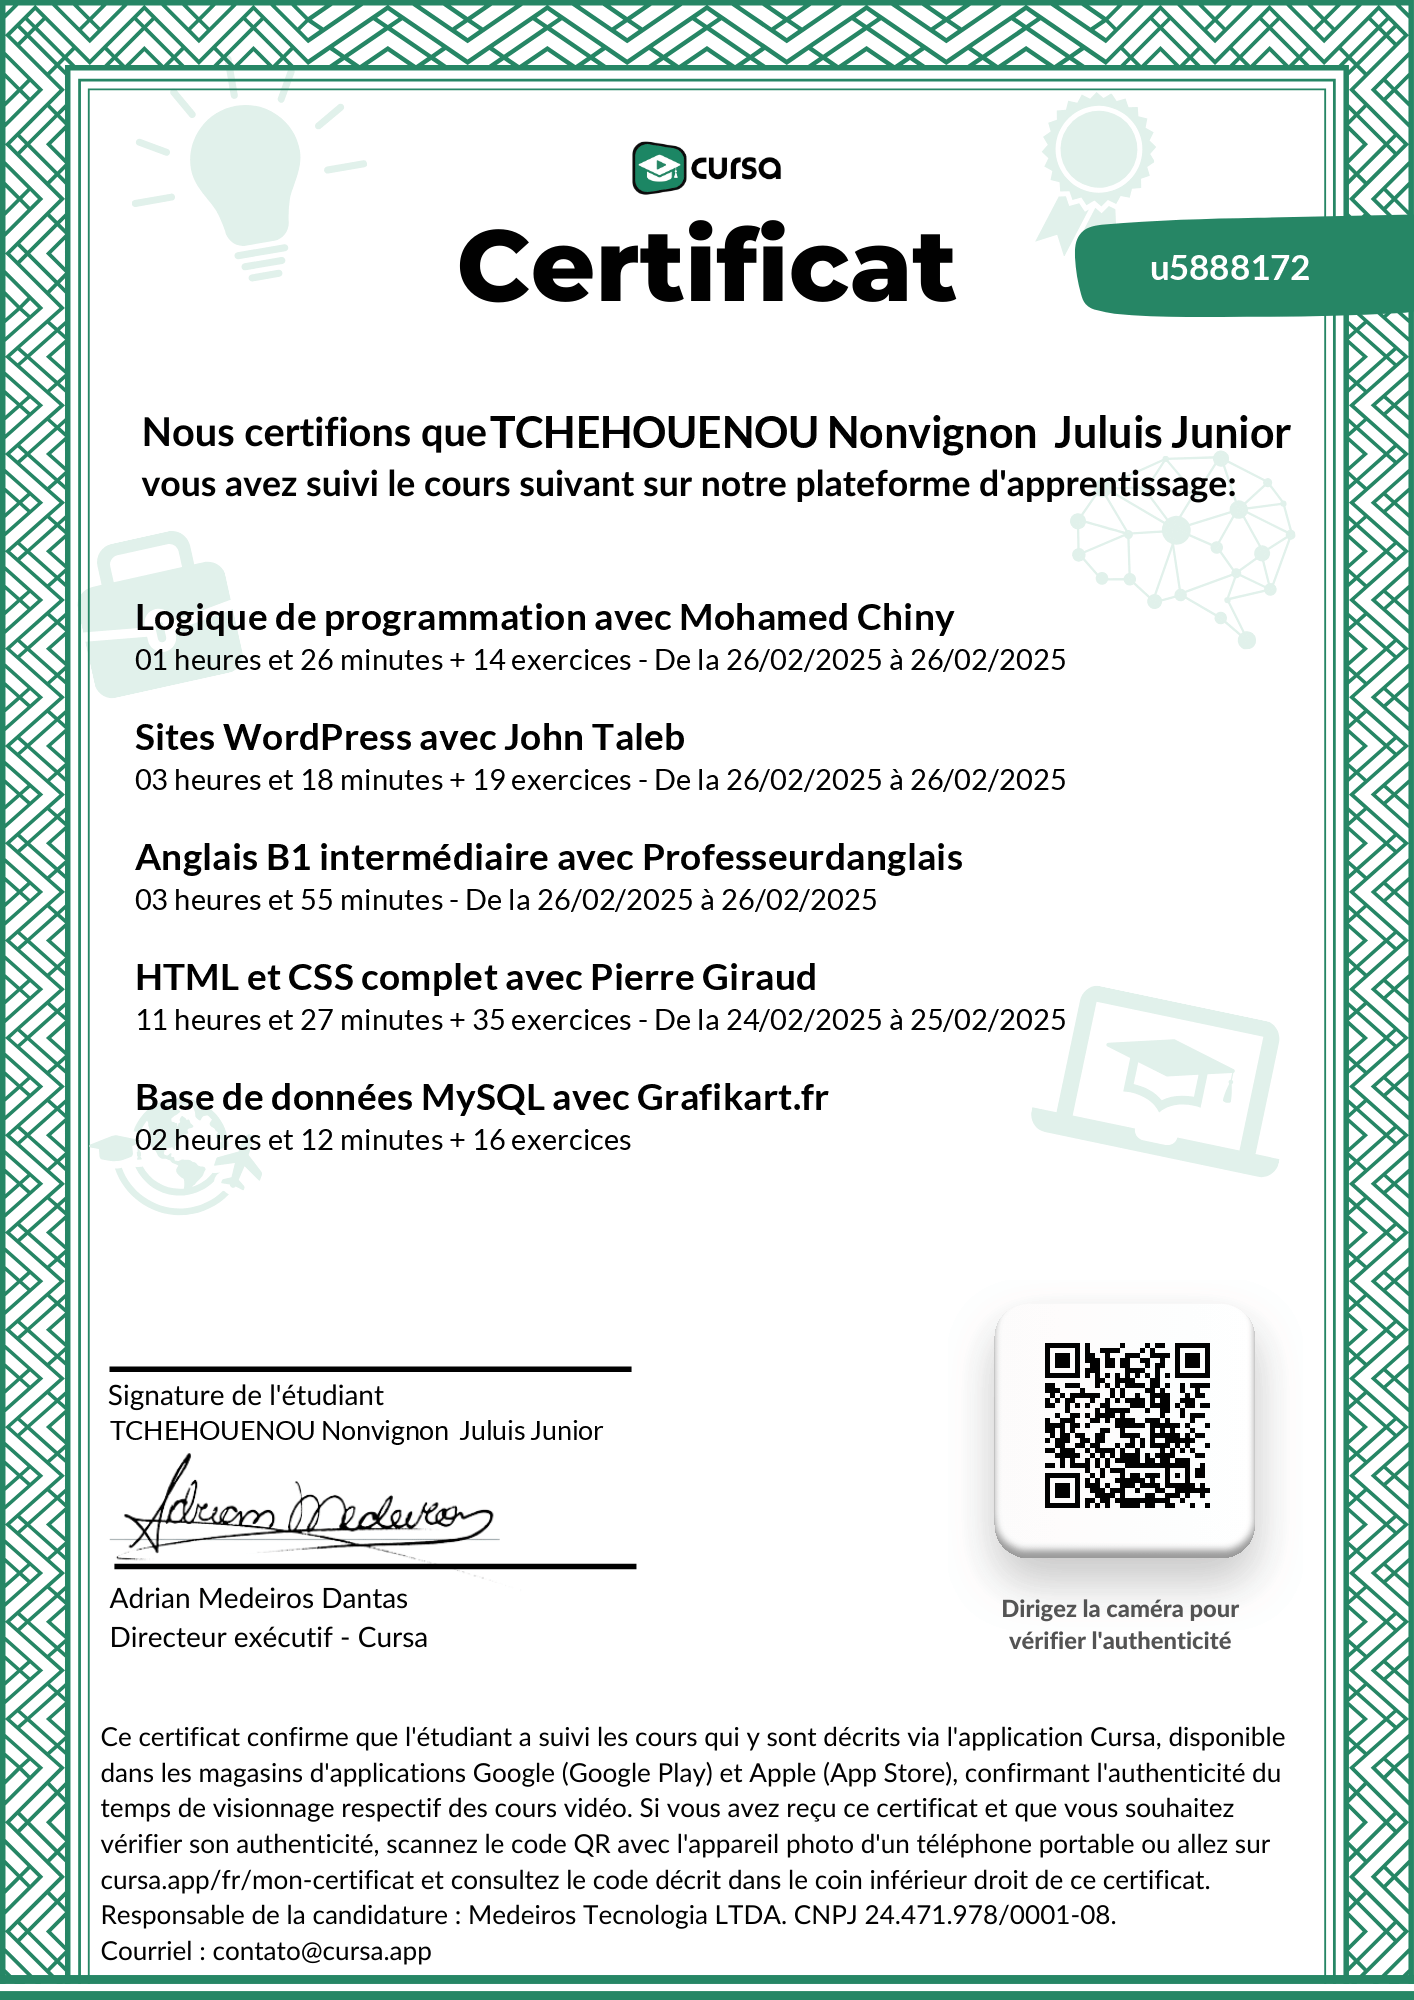 cursa
Certificat
u5888172
Nous certifions que TCHEHOUENOU Nonvignon  Juluis Junior
vous avez suivi le cours suivant sur notre plateforme d'apprentissage:
Logique de programmation avec Mohamed Chiny
01 heures et 26 minutes + 14 exercices - De la 26/02/2025 à 26/02/2025
Sites WordPress avec John Taleb
03 heures et 18 minutes + 19 exercices - De la 26/02/2025 à 26/02/2025
Anglais B1 intermédiaire avec Professeurdanglais
03 heures et 55 minutes - De la 26/02/2025 à 26/02/2025
HTML et CSS complet avec Pierre Giraud
11 heures et 27 minutes + 35 exercices - De la 24/02/2025 à 25/02/2025
Base de données MySQL avec Grafikart.fr
02 heures et 12 minutes + 16 exercices
Signature de l'étudiant
TCHEHOUENOU Nonvignon  Juluis Junior
Adrian Medeiros
Adrian Medeiros Dantas
Directeur exécutif - Cursa
Dirigez la caméra pour
vérifier l'authenticité
Ce certificat confirme que l'étudiant a suivi les cours qui y sont décrits via l'application Cursa, disponible
dans les magasins d'applications Google (Google Play) et Apple (App Store), confirmant l'authenticité du
temps de visionnage respectif des cours vidéo. Si vous avez reçu ce certificat et que vous souhaitez
vérifier son authenticité, scannez le code QR avec l'appareil photo d'un téléphone portable ou allez sur
cursa.app/fr/mon-certificat et consultez le code décrit dans le coin inférieur droit de ce certificat.
Responsable de la candidature : Medeiros Tecnologia LTDA. CNPJ 24.471.978/0001-08.
Courriel : contato@cursa.app